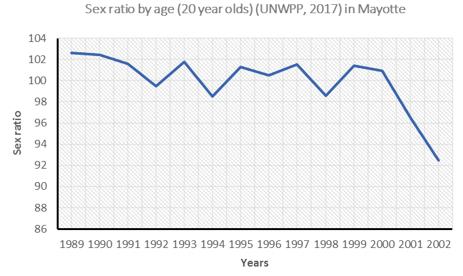 Sex ratio by age (20 year olds) (UNWPP, 2017) in Mayotte
104
102
100
98
96
94
92
90
88
86
Sex ratio
1989 1990 1991 1992 1993 1994 1995 1996 1997 1998 1999 2000 2001 2002
Years